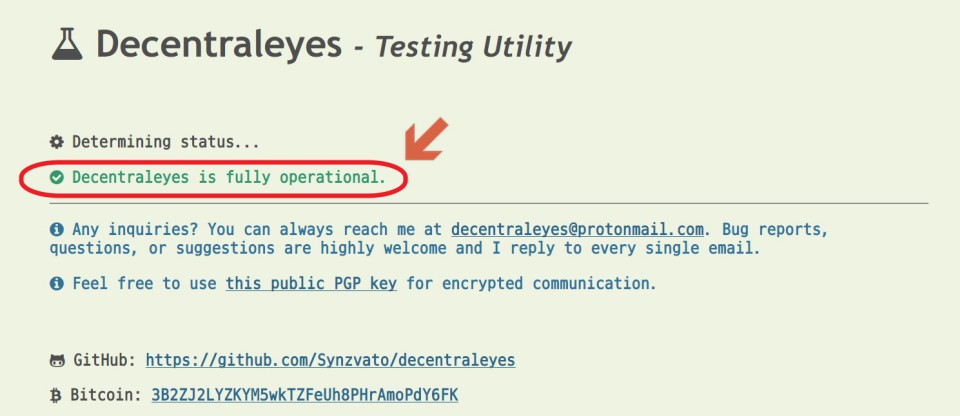 Decentraleyes - Testing Utility
Determining status...
Decentraleyes is fully operational.
Any inquiries? You can always reach me at decentraleyes@protonmail.com. Bug reports,
questions, or suggestions are highly welcome and I reply to every single email.
Feel free to use this public PGP key for encrypted communication.
GitHub: https://github.com/Synzvato/decentraleyes
Bitcoin: 3B2ZJ2LYZKYM5wkTZFeUh8PHrAmoPdY6FK